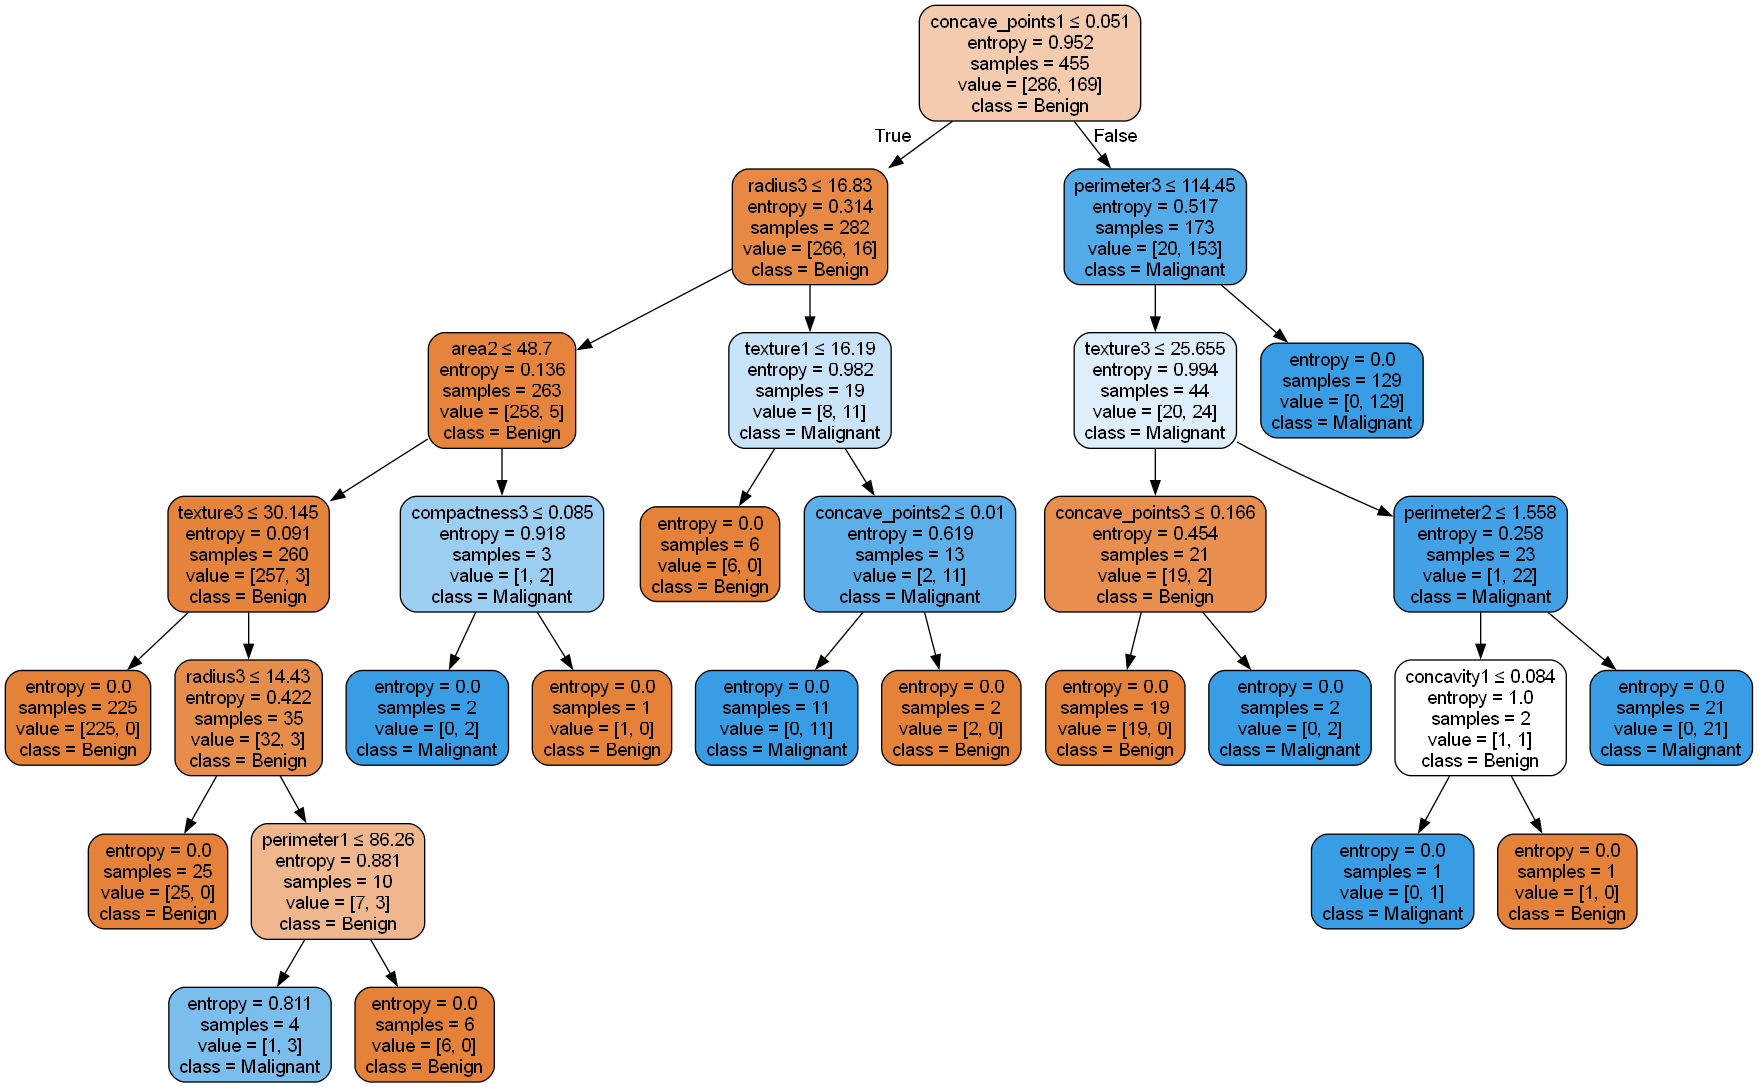 concave_points1 ≤ 0.051
entropy = 0.952
samples = 455
value = [286, 169]
class = Benign
True
False
radius3 ≤ 16.83
entropy = 0.314
samples = 282
value = [266, 16]
class = Benign
perimeter3 ≤ 114.45
entropy = 0.517
samples = 173
value = [20, 153]
class = Malignant
area2 ≤ 48.7
entropy = 0.136
samples = 263
value = [258, 5]
class = Benign
texture1 ≤ 16.19
entropy = 0.982
samples = 19
value = [8, 11]
class = Malignant
texture3 ≤ 25.655
entropy = 0.994
samples = 44
value = [20, 24]
class = Malignant
entropy = 0.0
samples = 129
value = [0, 129]
class = Malignant
texture3 ≤ 30.145
entropy = 0.091
samples = 260
value = [257, 3]
class = Benign
compactness3 ≤ 0.085
entropy = 0.918
samples = 3
value = [1, 2]
class = Malignant
entropy = 0.0
samples = 6
value = [6, 0]
class = Benign
concave_points2 ≤ 0.01
entropy = 0.619
samples = 13
value = [2, 11]
class = Malignant
concave_points3 ≤ 0.166
entropy = 0.454
samples = 21
value = [19, 2]
class = Benign
perimeter2 ≤ 1.558
entropy = 0.258
samples = 23
value = [1, 22]
class = Malignant
entropy = 0.0
samples = 225
value = [225, 0]
class = Benign
radius3 ≤ 14.43
entropy = 0.422
samples = 35
value = [32, 3]
class = Benign
entropy = 0.0
samples = 2
value = [0, 2]
class = Malignant
entropy = 0.0
samples = 1
value = [1, 0]
class = Benign
entropy = 0.0
samples = 11
value = [0, 11]
class = Malignant
entropy = 0.0
samples = 2
value = [2, 0]
class = Benign
entropy = 0.0
samples = 19
value = [19, 0]
class = Benign
entropy = 0.0
samples = 2
value = [0, 2]
class = Malignant
concavity1 ≤ 0.084
entropy = 1.0
samples = 2
value = [1, 1]
class = Benign
entropy = 0.0
samples = 21
value = [0, 21]
class = Malignant
entropy = 0.0
samples = 25
value = [25, 0]
class = Benign
perimeter1 ≤ 86.26
entropy = 0.881
samples = 10
value = [7, 3]
class = Benign
entropy = 0.0
samples = 1
value = [0, 1]
class = Malignant
entropy = 0.0
samples = 1
value = [1, 0]
class = Benign
entropy = 0.811
samples = 4
value = [1, 3]
class = Malignant
entropy = 0.0
samples = 6
value = [6, 0]
class = Benign